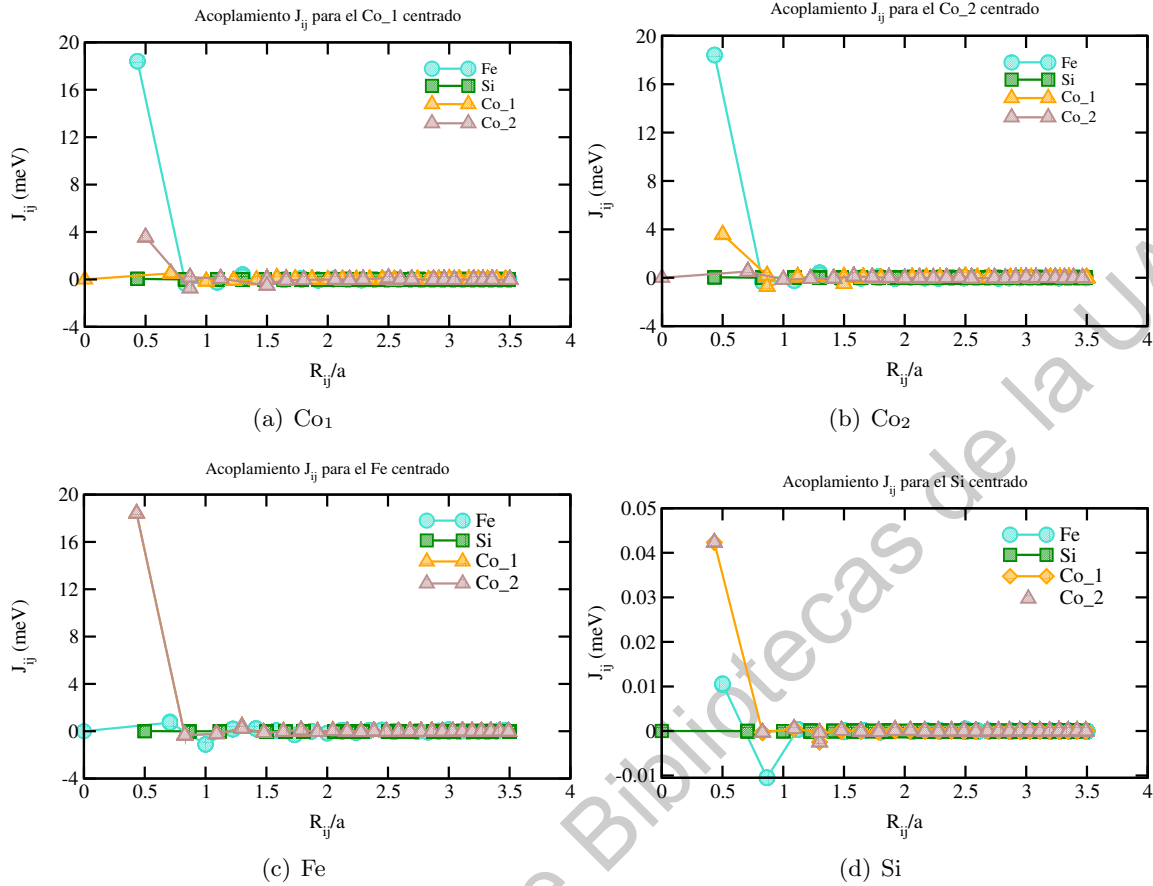 Acoplamiento J_ij para el Co_1 centrado
20
16
12
8
4
0
-4
J_ij (meV)
Fe
Si
Co_1
Co_2
0 0.5 1 1.5 2 2.5 3 3.5 4
R_ij/a
(a) Co₁
Acoplamiento J_ij para el Co_2 centrado
20
16
12
8
4
0
-4
J_ij (meV)
Fe
Si
Co_1
Co_2
0 0.5 1 1.5 2 2.5 3 3.5 4
R_ij/a
(b) Co₂
Acoplamiento J_ij para el Fe centrado
20
16
12
8
4
0
-4
J_ij (meV)
Fe
Si
Co_1
Co_2
0 0.5 1 1.5 2 2.5 3 3.5 4
R_ij/a
(c) Fe
Acoplamiento J_ij para el Si centrado
0.05
0.04
0.03
0.02
0.01
0
-0.01
J_ij (meV)
Fe
Si
Co_1
Co_2
0 0.5 1 1.5 2 2.5 3 3.5 4
R_ij/a
(d) Si
Bibliotecas de la